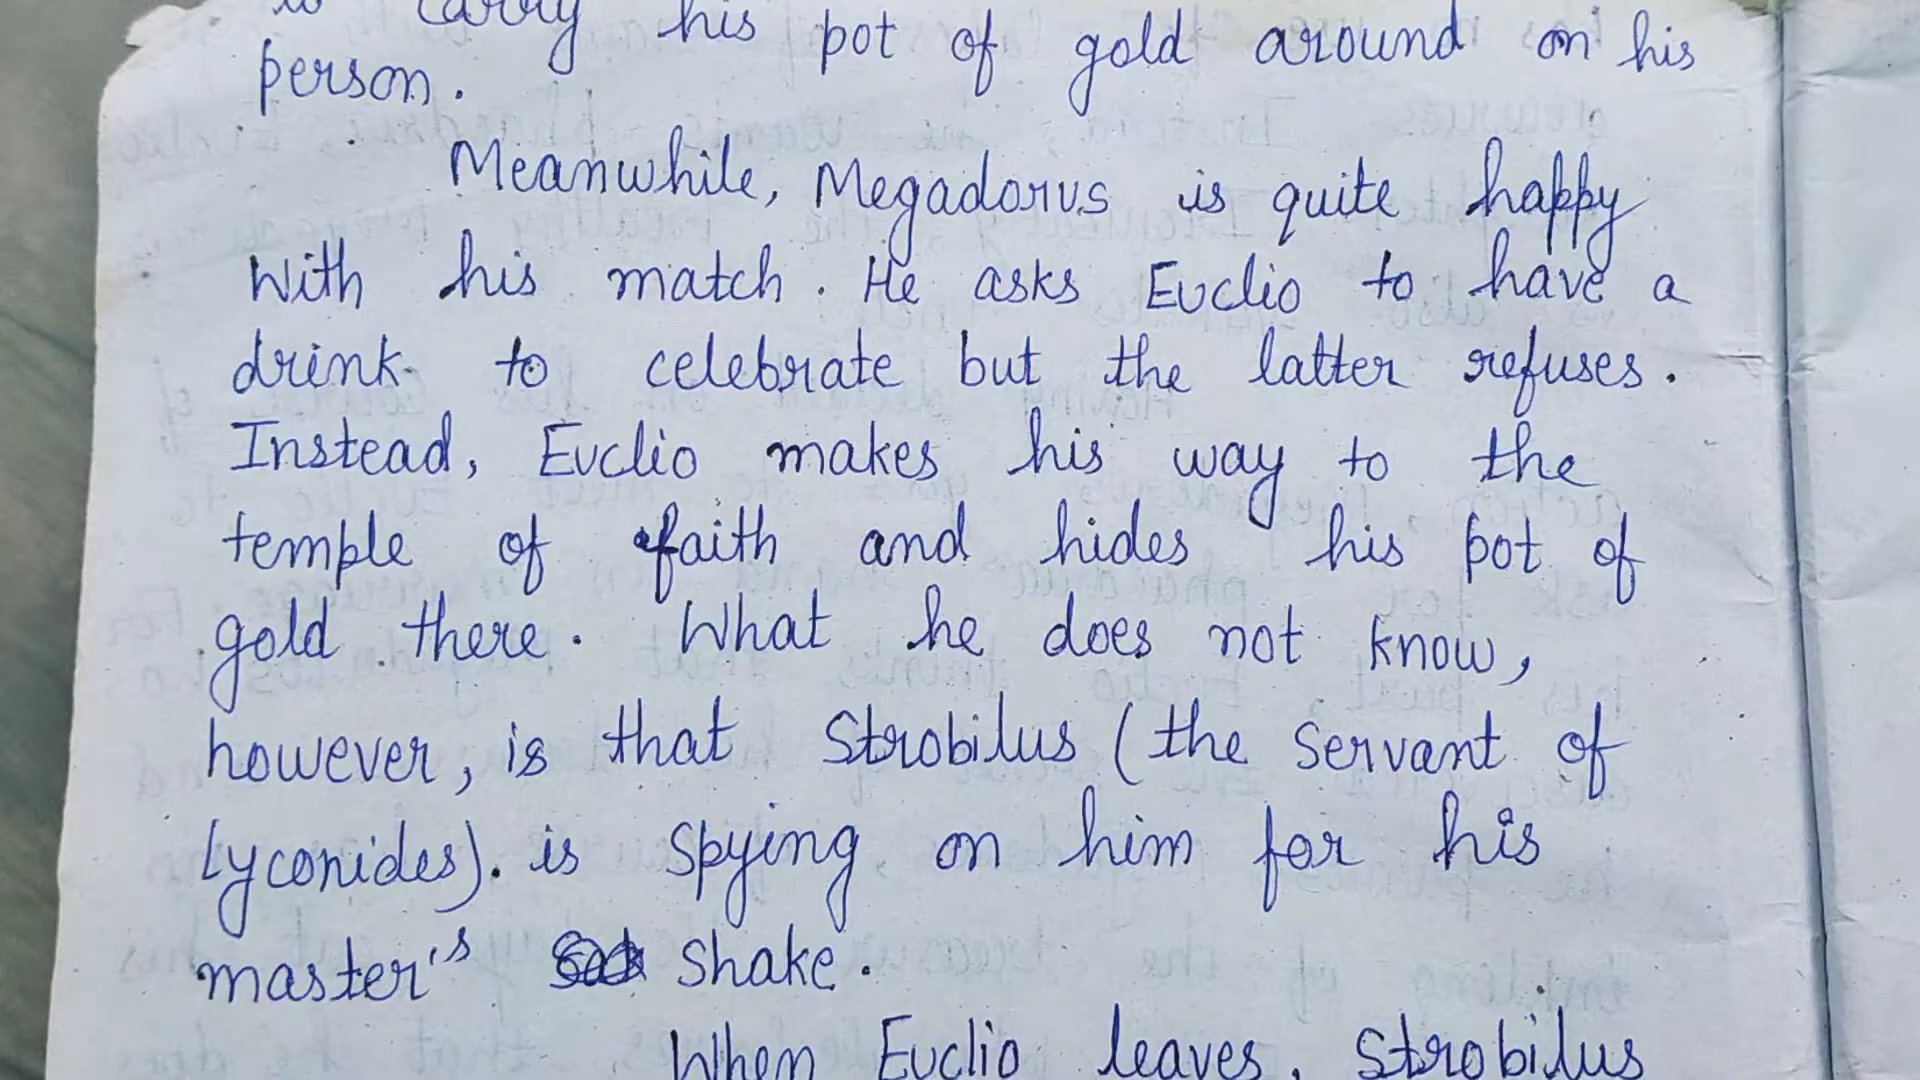 to carry his pot of gold around on his
person.
Meanwhile, Megadorus is quite happy
with his match. He asks Euclio to have a
drink to celebrate but the latter refuses.
Instead, Euclio makes his way to the
temple of faith and hides his pot of
gold there. What he does not know,
however, is that Strobilus (the servant of
Lyconides). is spying on him for his
master's shake.
When Euclio leaves, Strobilus